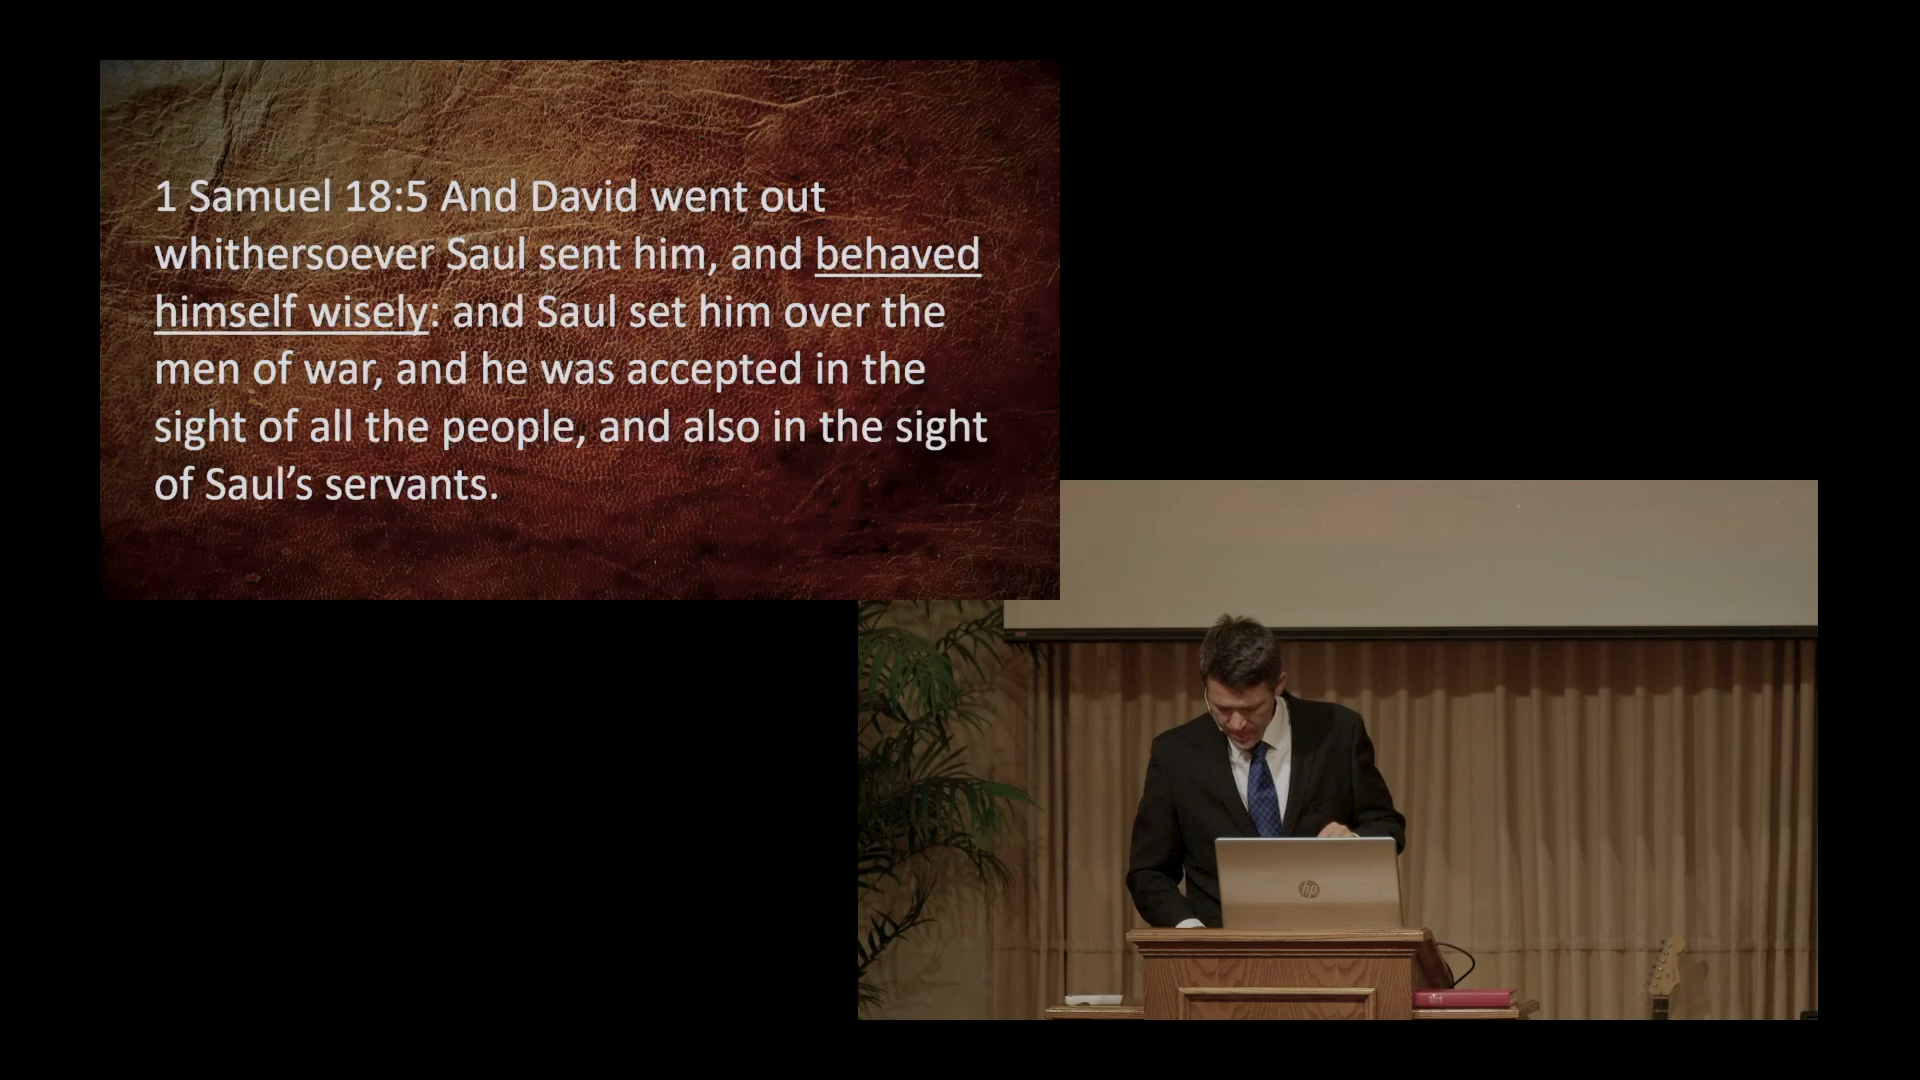 1 Samuel 18:5 And David went out
whithersoever Saul sent him, and behaved
himself wisely: and Saul set him over the
men of war, and he was accepted in the
sight of all the people, and also in the sight
of Saul’s servants.
hp